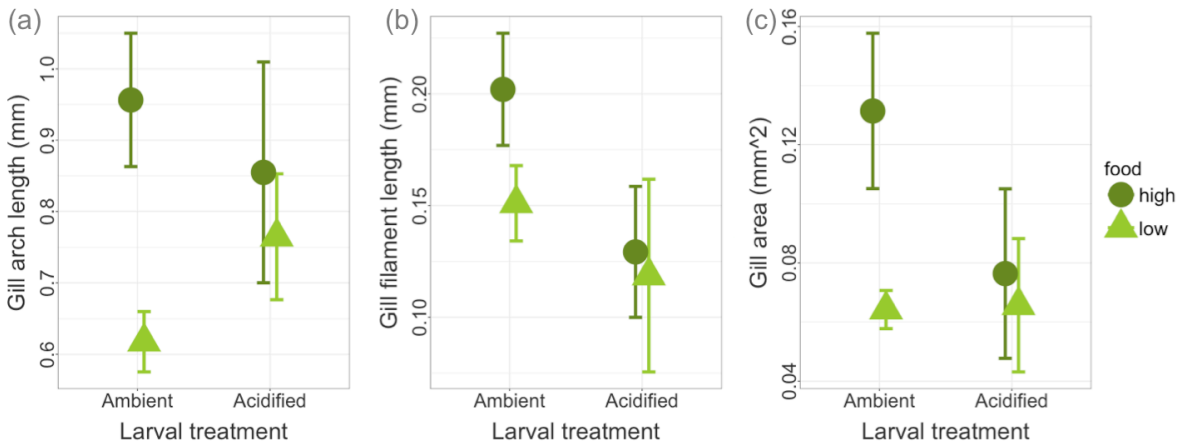 (a)
Gill arch length (mm)
1.0
0.9
0.8
0.7
0.6
Ambient
Acidified
Larval treatment
(b)
Gill filament length (mm)
0.20
0.15
0.10
Ambient
Acidified
Larval treatment
(c)
Gill area (mm^2)
0.16
0.12
0.08
0.04
Ambient
Acidified
Larval treatment
food
high
low